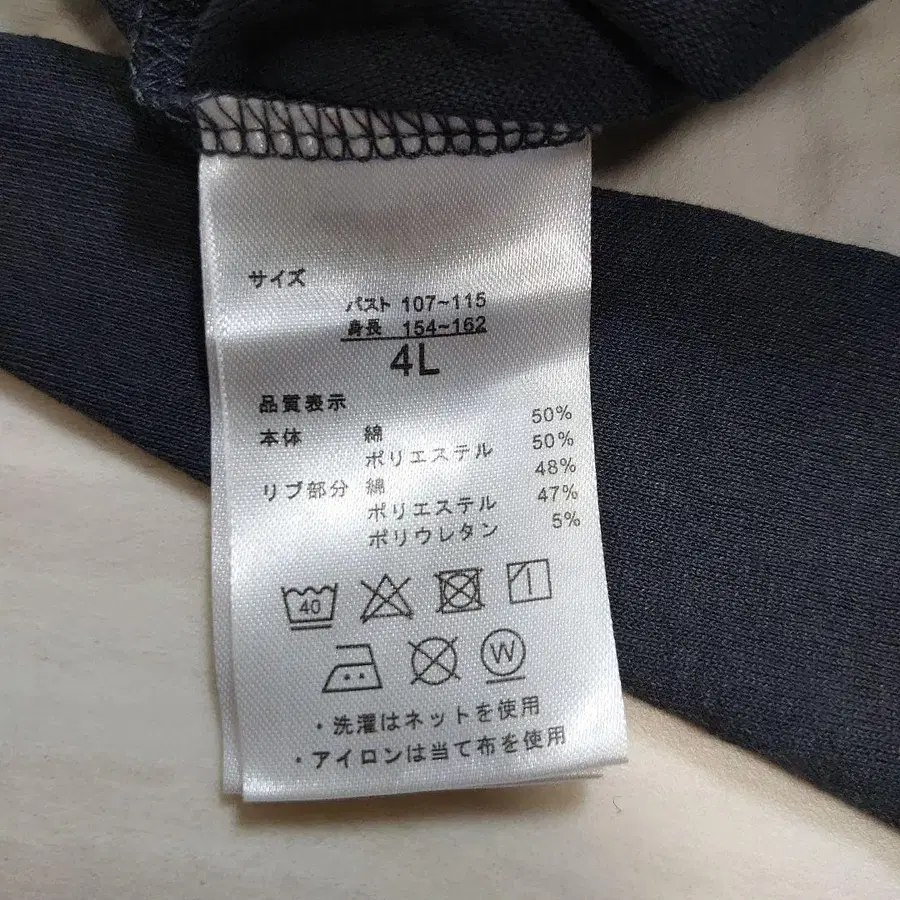 サイズ
バスト 107~115
身長 154~162
4L
品質表示
本体 綿 50%
ポリエステル 50%
リブ部分 綿 48%
ポリエステル 47%
ポリウレタン 5%
40
W
・洗濯はネットを使用
・アイロンは当て布を使用